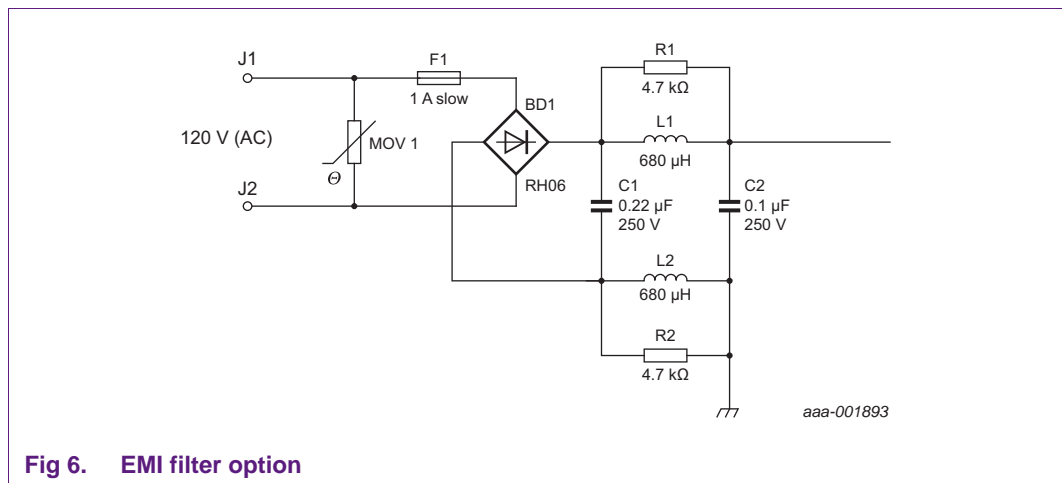 J1
F1
1 A slow
R1
4.7 kΩ
BD1
L1
680 µH
120 V (AC)
MOV 1
Θ
J2
RH06
C1
0.22 µF
250 V
C2
0.1 µF
250 V
L2
680 µH
R2
4.7 kΩ
aaa-001893
Fig 6. EMI filter option